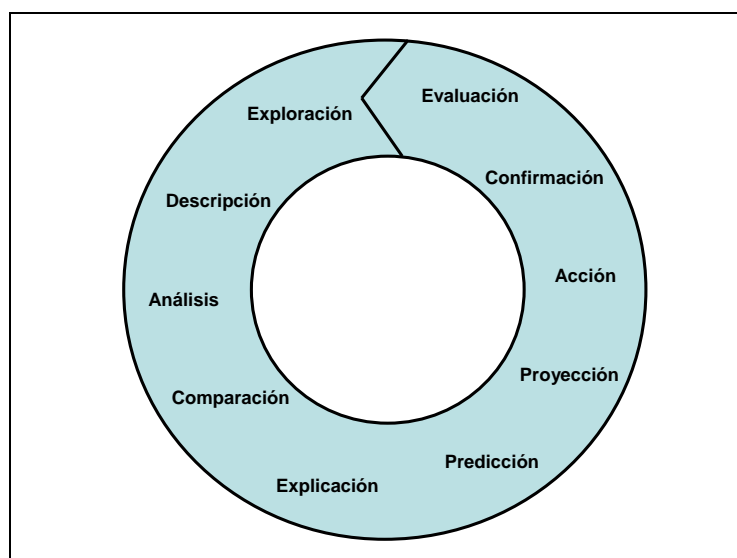 Exploración
Descripción
Análisis
Comparación
Explicación
Predicción
Proyección
Acción
Confirmación
Evaluación